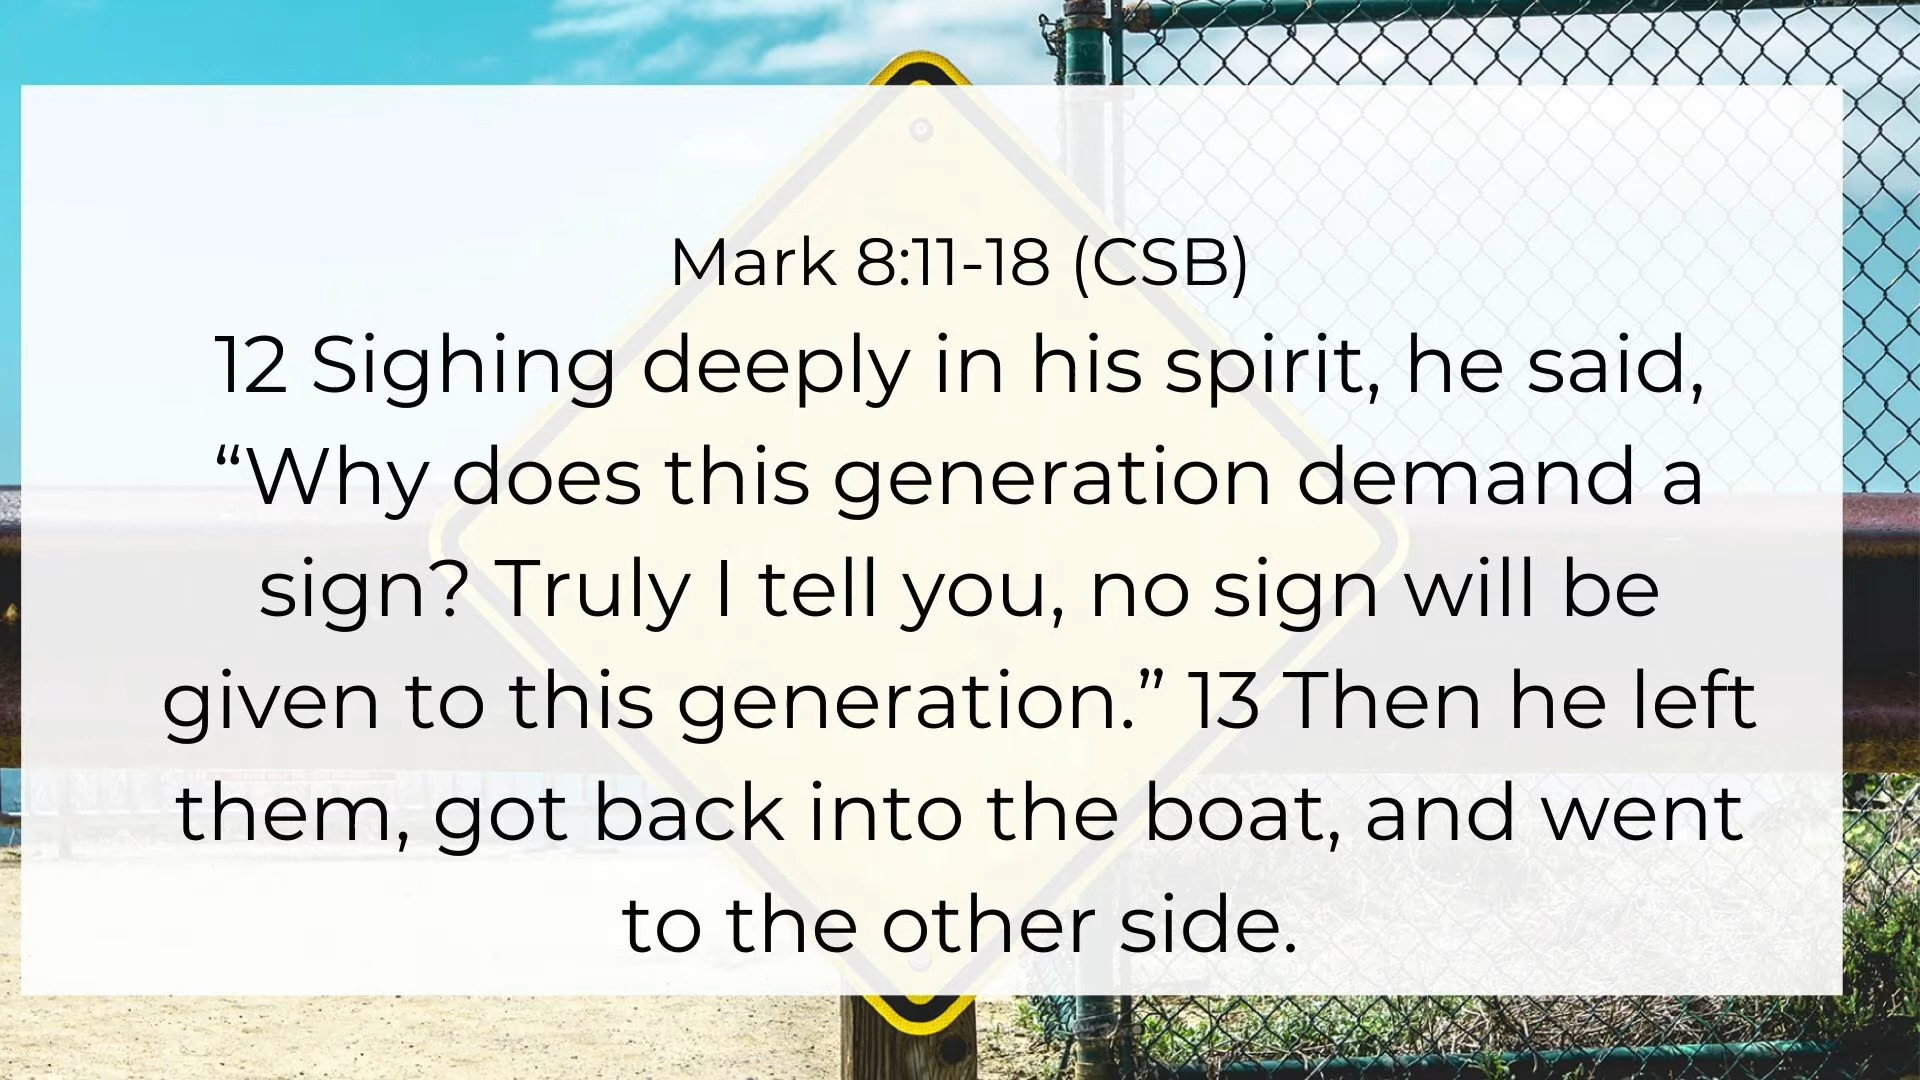 Mark 8:11-18 (CSB)
12 Sighing deeply in his spirit, he said,
“Why does this generation demand a
sign? Truly I tell you, no sign will be
given to this generation.” 13 Then he left
them, got back into the boat, and went
to the other side.